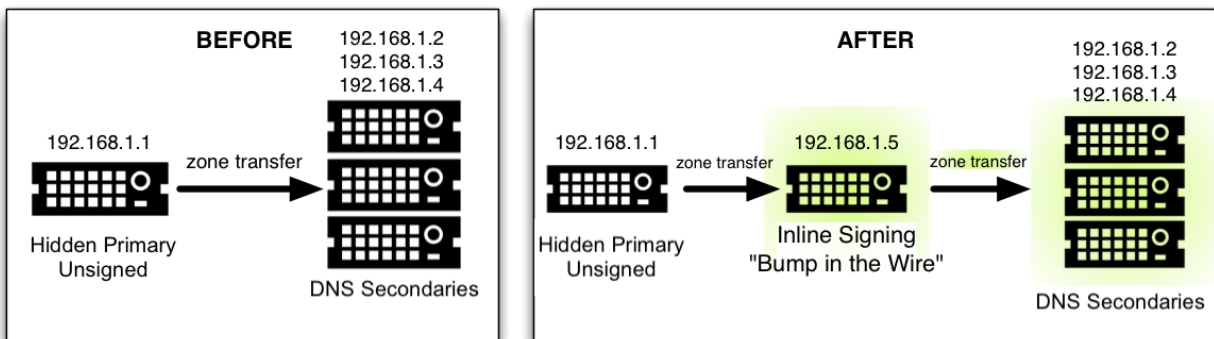 BEFORE
192.168.1.2
192.168.1.3
192.168.1.4
192.168.1.1
zone transfer
Hidden Primary
Unsigned
DNS Secondaries
AFTER
192.168.1.2
192.168.1.3
192.168.1.4
192.168.1.1
zone transfer
192.168.1.5
zone transfer
Hidden Primary
Unsigned
Inline Signing
"Bump in the Wire"
DNS Secondaries